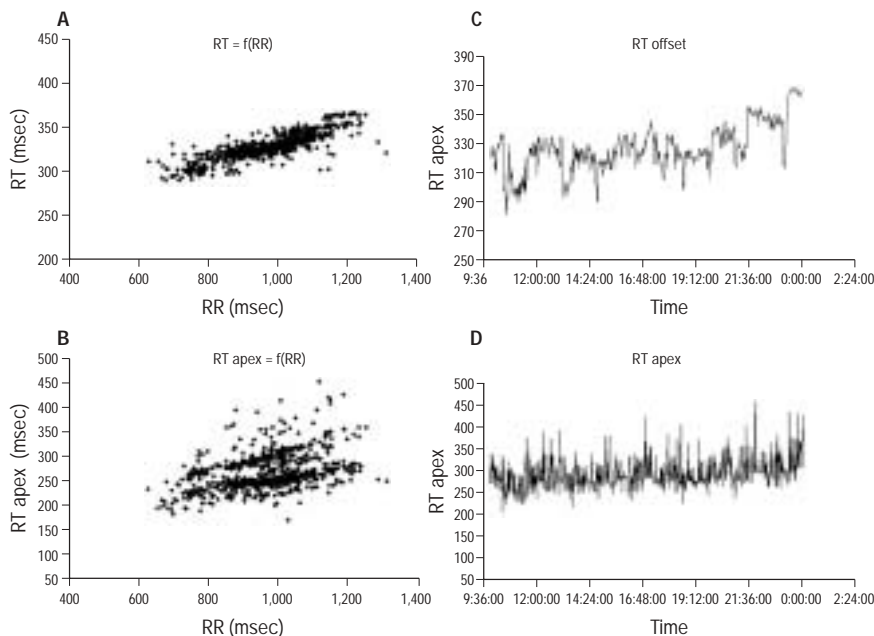 A
RT = f(RR)
450
400
350
300
250
200
RT (msec)
400 600 800 1,000 1,200 1,400
RR (msec)
C
RT offset
390
370
350
330
310
290
270
250
RT apex
9:36 12:00:00 14:24:00 16:48:00 19:12:00 21:36:00 0:00:00 2:24:00
Time
B
RT apex = f(RR)
500
450
400
350
300
250
200
150
100
50
RT apex (msec)
400 600 800 1,000 1,200 1,400
RR (msec)
D
RT apex
500
450
400
350
300
250
200
150
100
50
RT apex
9:36:00 12:00:00 14:24:00 16:48:00 19:12:00 21:36:00 0:00:00 2:24:00
Time